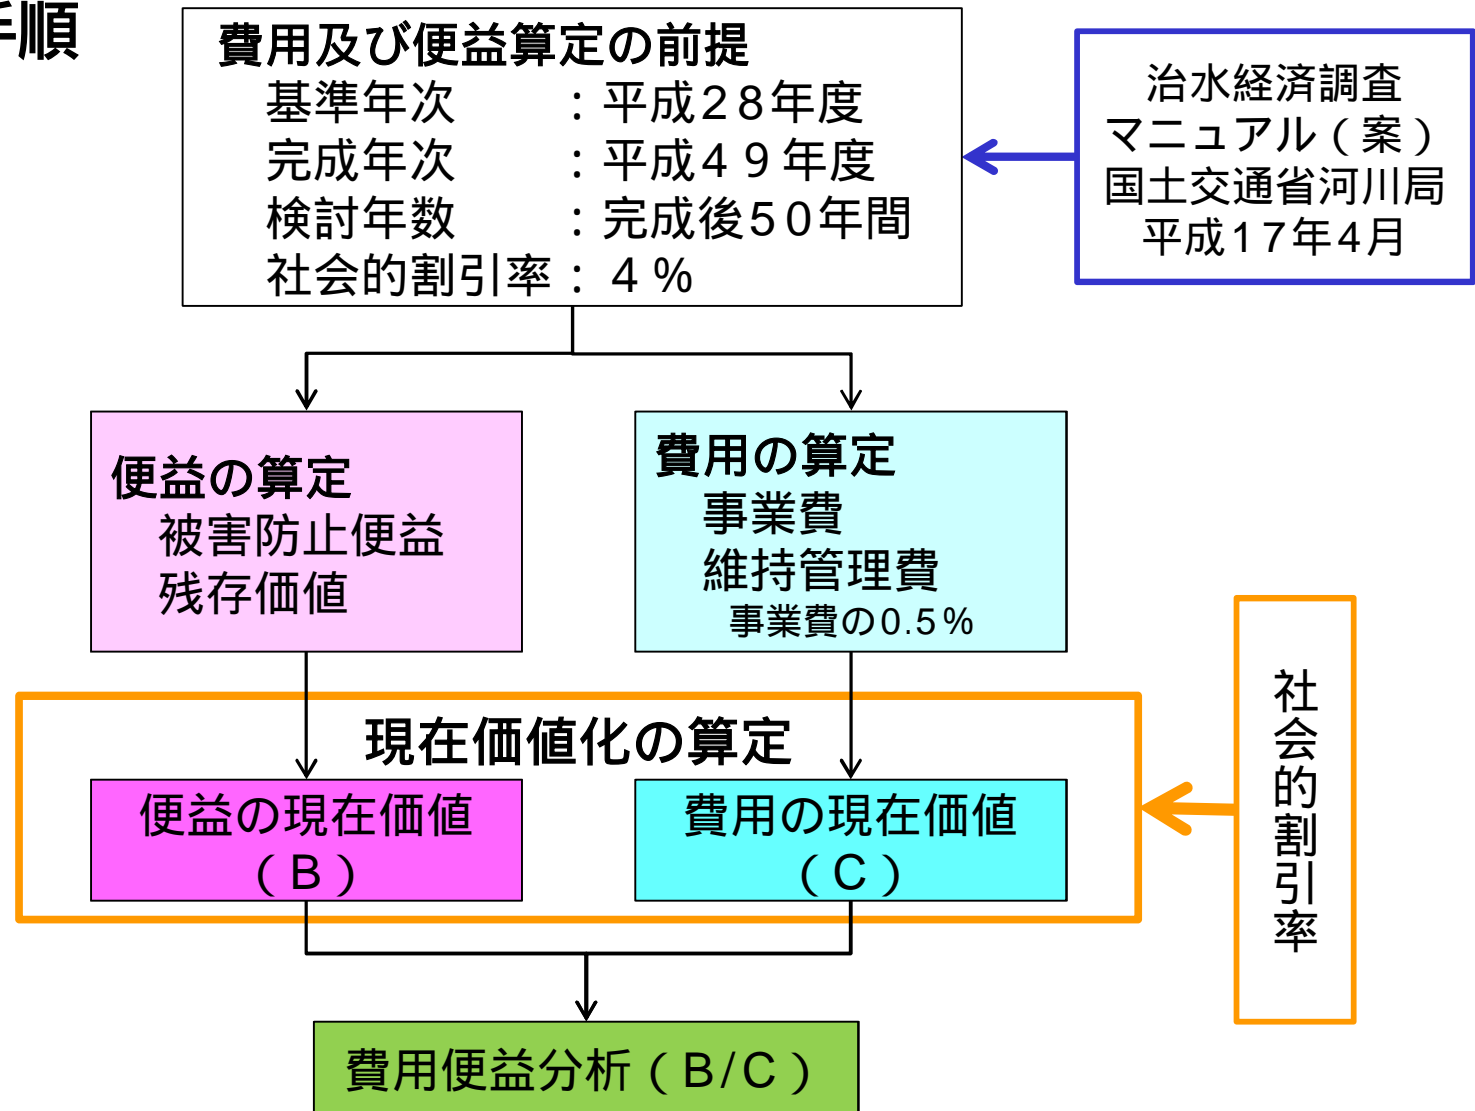 手順
費用及び便益算定の前提
基準年次　　：平成２８年度
完成年次　　：平成４９年度
検討年数　　：完成後５０年間
社会的割引率：４％
治水経済調査
マニュアル（案）
国土交通省河川局
平成１７年４月
便益の算定
被害防止便益
残存価値
費用の算定
事業費
維持管理費
事業費の0.5％
現在価値化の算定
便益の現在価値
（Ｂ）
費用の現在価値
（Ｃ）
社会的割引率
費用便益分析（Ｂ/Ｃ）